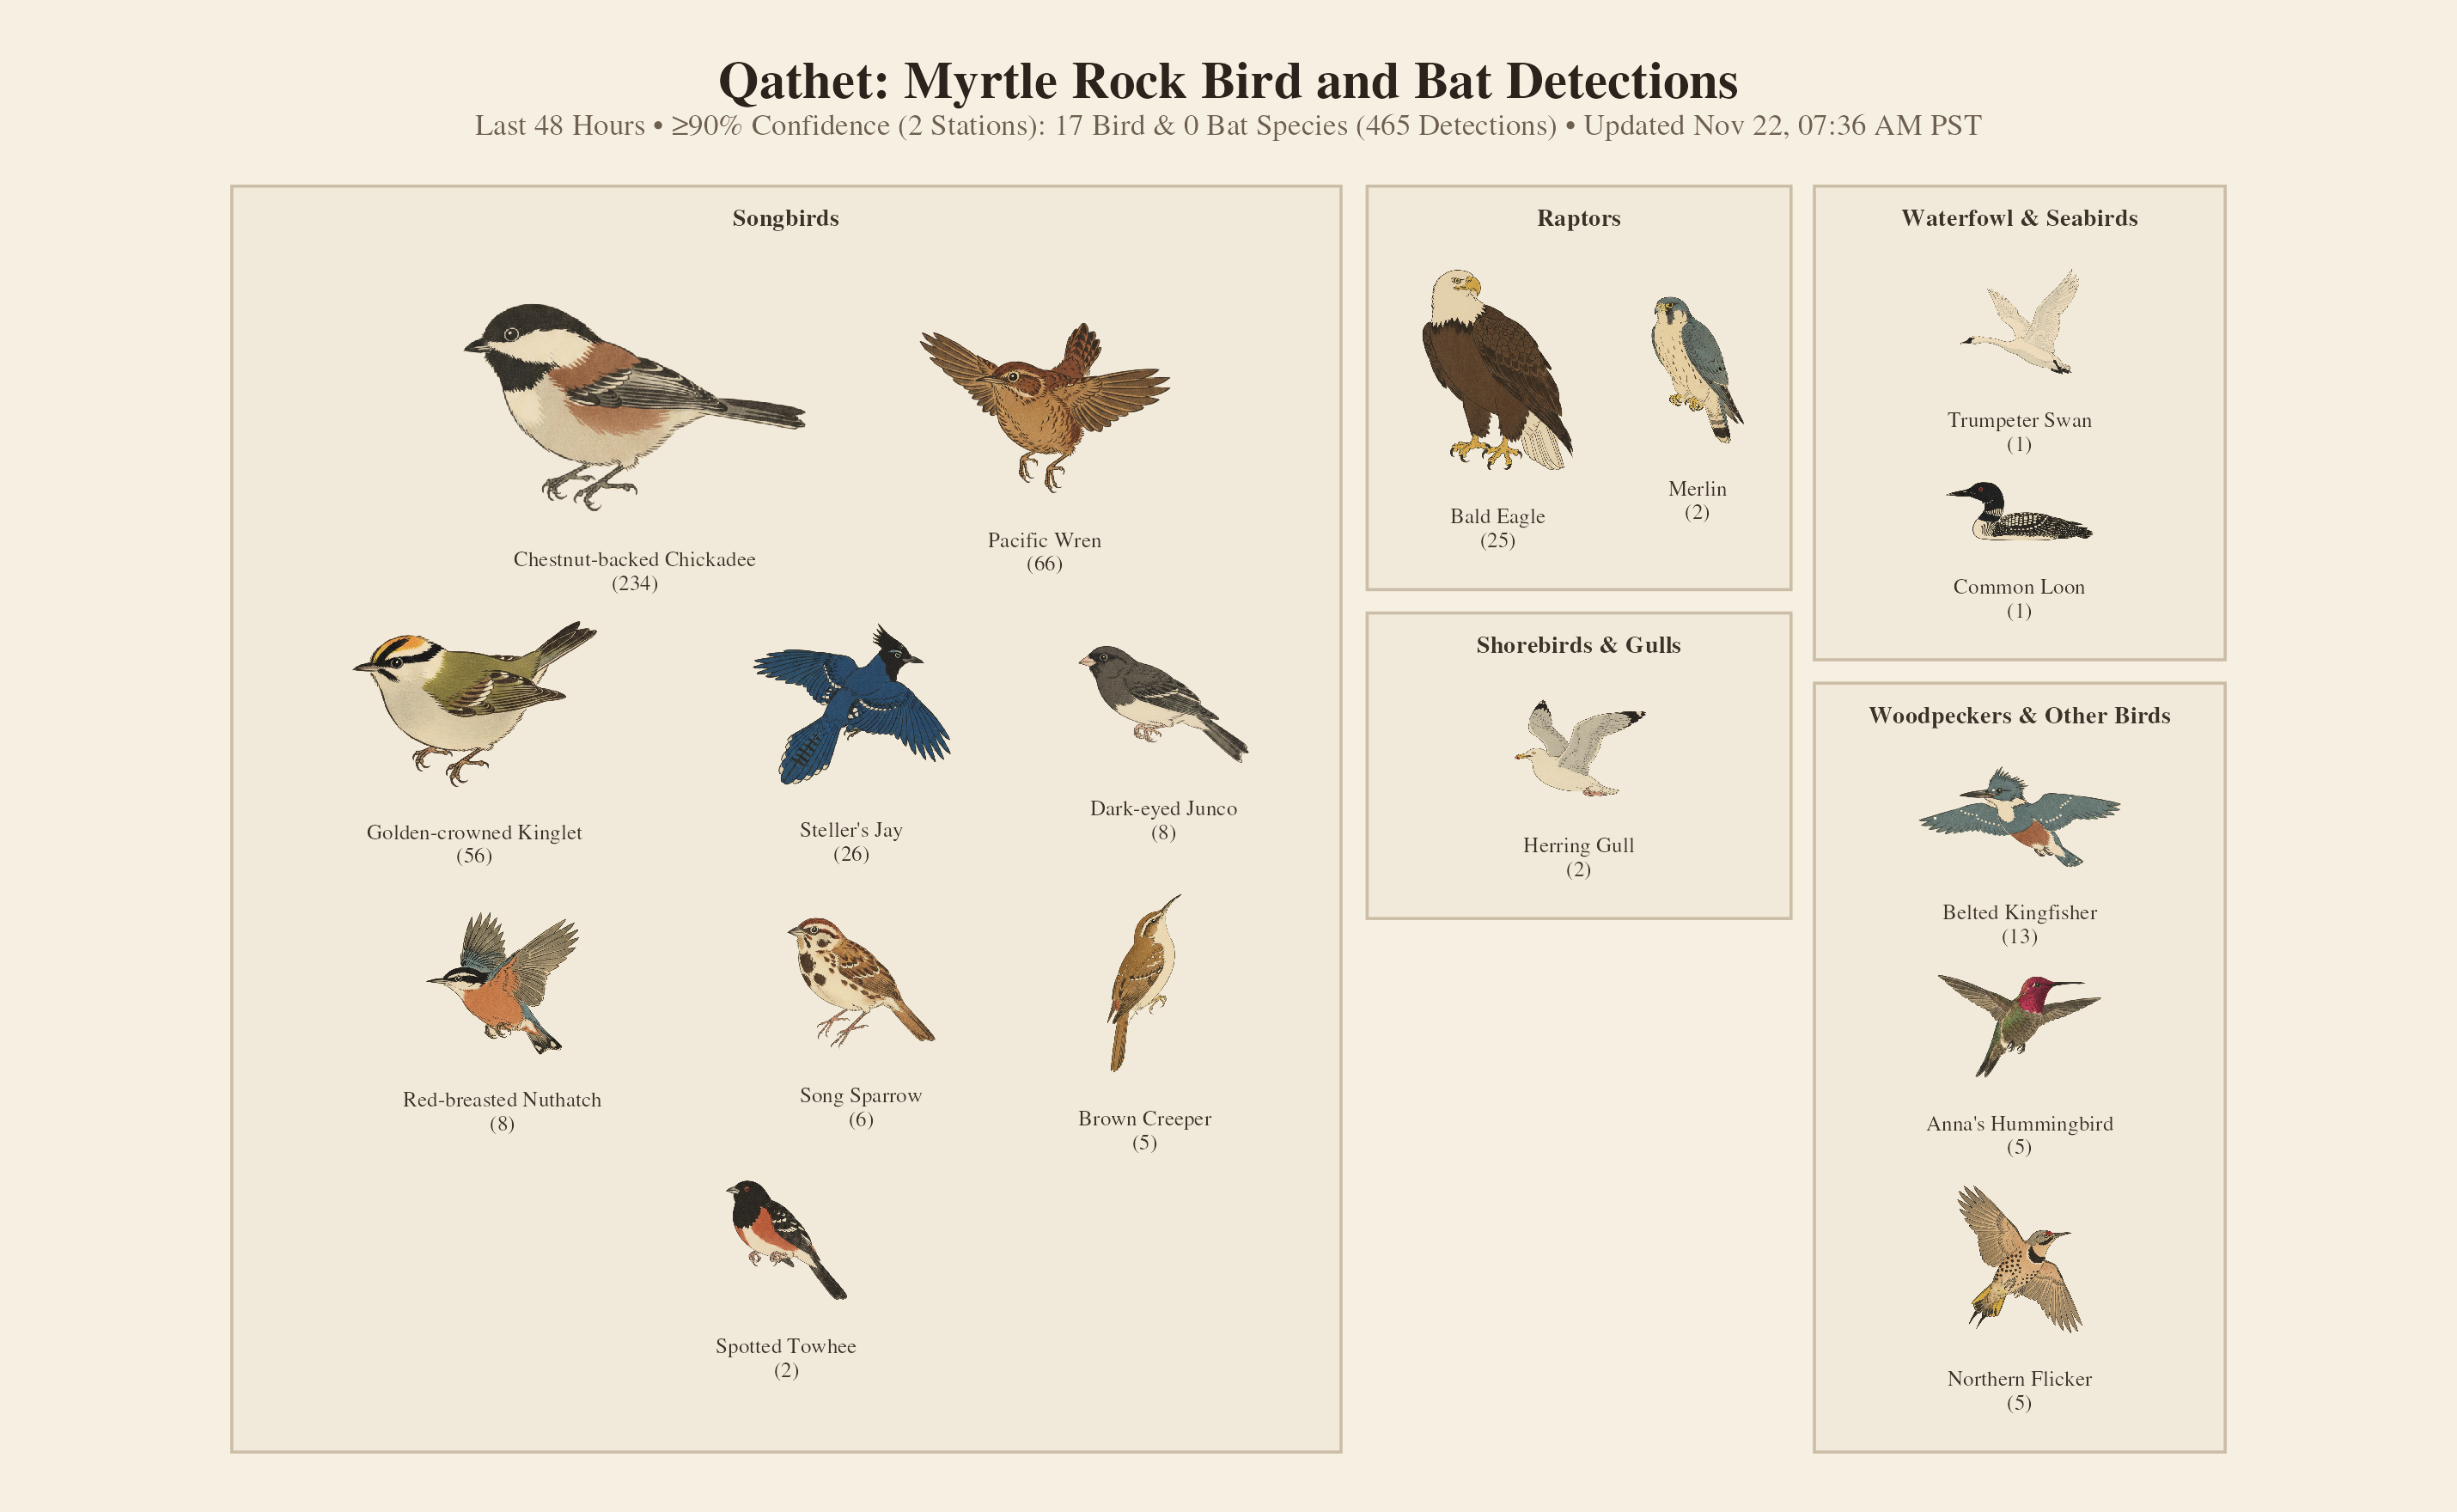 Qathet: Myrtle Rock Bird and Bat Detections
Last 48 Hours • ≥90% Confidence (2 Stations): 17 Bird & 0 Bat Species (465 Detections) • Updated Nov 22, 07:36 AM PST
Songbirds
Chestnut-backed Chickadee
(234)
Pacific Wren
(66)
Golden-crowned Kinglet
(56)
Steller's Jay
(26)
Dark-eyed Junco
(8)
Red-breasted Nuthatch
(8)
Song Sparrow
(6)
Brown Creeper
(5)
Spotted Towhee
(2)
Raptors
Bald Eagle
(25)
Merlin
(2)
Shorebirds & Gulls
Herring Gull
(2)
Waterfowl & Seabirds
Trumpeter Swan
(1)
Common Loon
(1)
Woodpeckers & Other Birds
Belted Kingfisher
(13)
Anna's Hummingbird
(5)
Northern Flicker
(5)